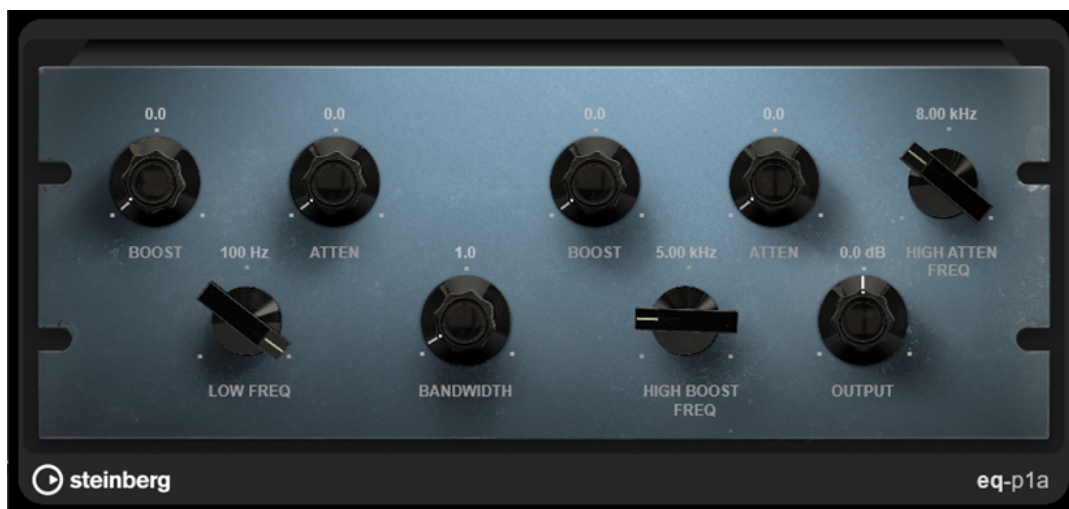 0.0 0.0 0.0 0.0 8.00 kHz
BOOST 100 Hz ATTEN 1.0 BOOST 5.00 kHz ATTEN 0.0 dB HIGH ATTEN
FREQ
LOW FREQ BANDWIDTH HIGH BOOST OUTPUT
FREQ
steinberg eq-p1a